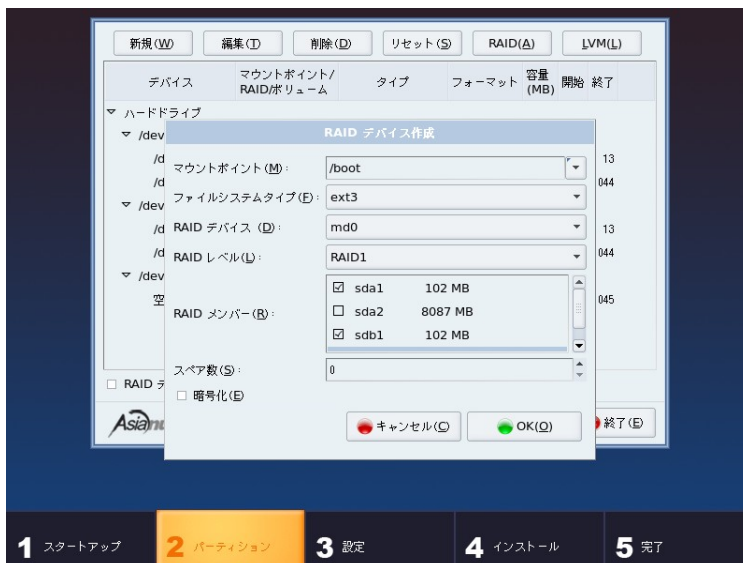 新規(W) 編集(T) 削除(D) リセット(S) RAID(A) LVM(L)
デバイス マウントポイント/ タイプ フォーマット 容量 開始 終了
RAID/ボリューム (MB)
ハードドライブ
/dev
/d 13
/d 044
/dev
/d 13
/d 044
/dev
空 045
RAID デバイス作成
マウントポイント(M): /boot
ファイルシステムタイプ(F): ext3
RAID デバイス (D): md0
RAID レベル(L): RAID1
RAID メンバー(R):
sda1 102 MB
sda2 8087 MB
sdb1 102 MB
スペア数(S): 0
暗号化(E)
キャンセル(C) OK(O)
RAID デ
Asianu
終了(E)
1 スタートアップ 2 パーティション 3 設定 4 インストール 5 完了